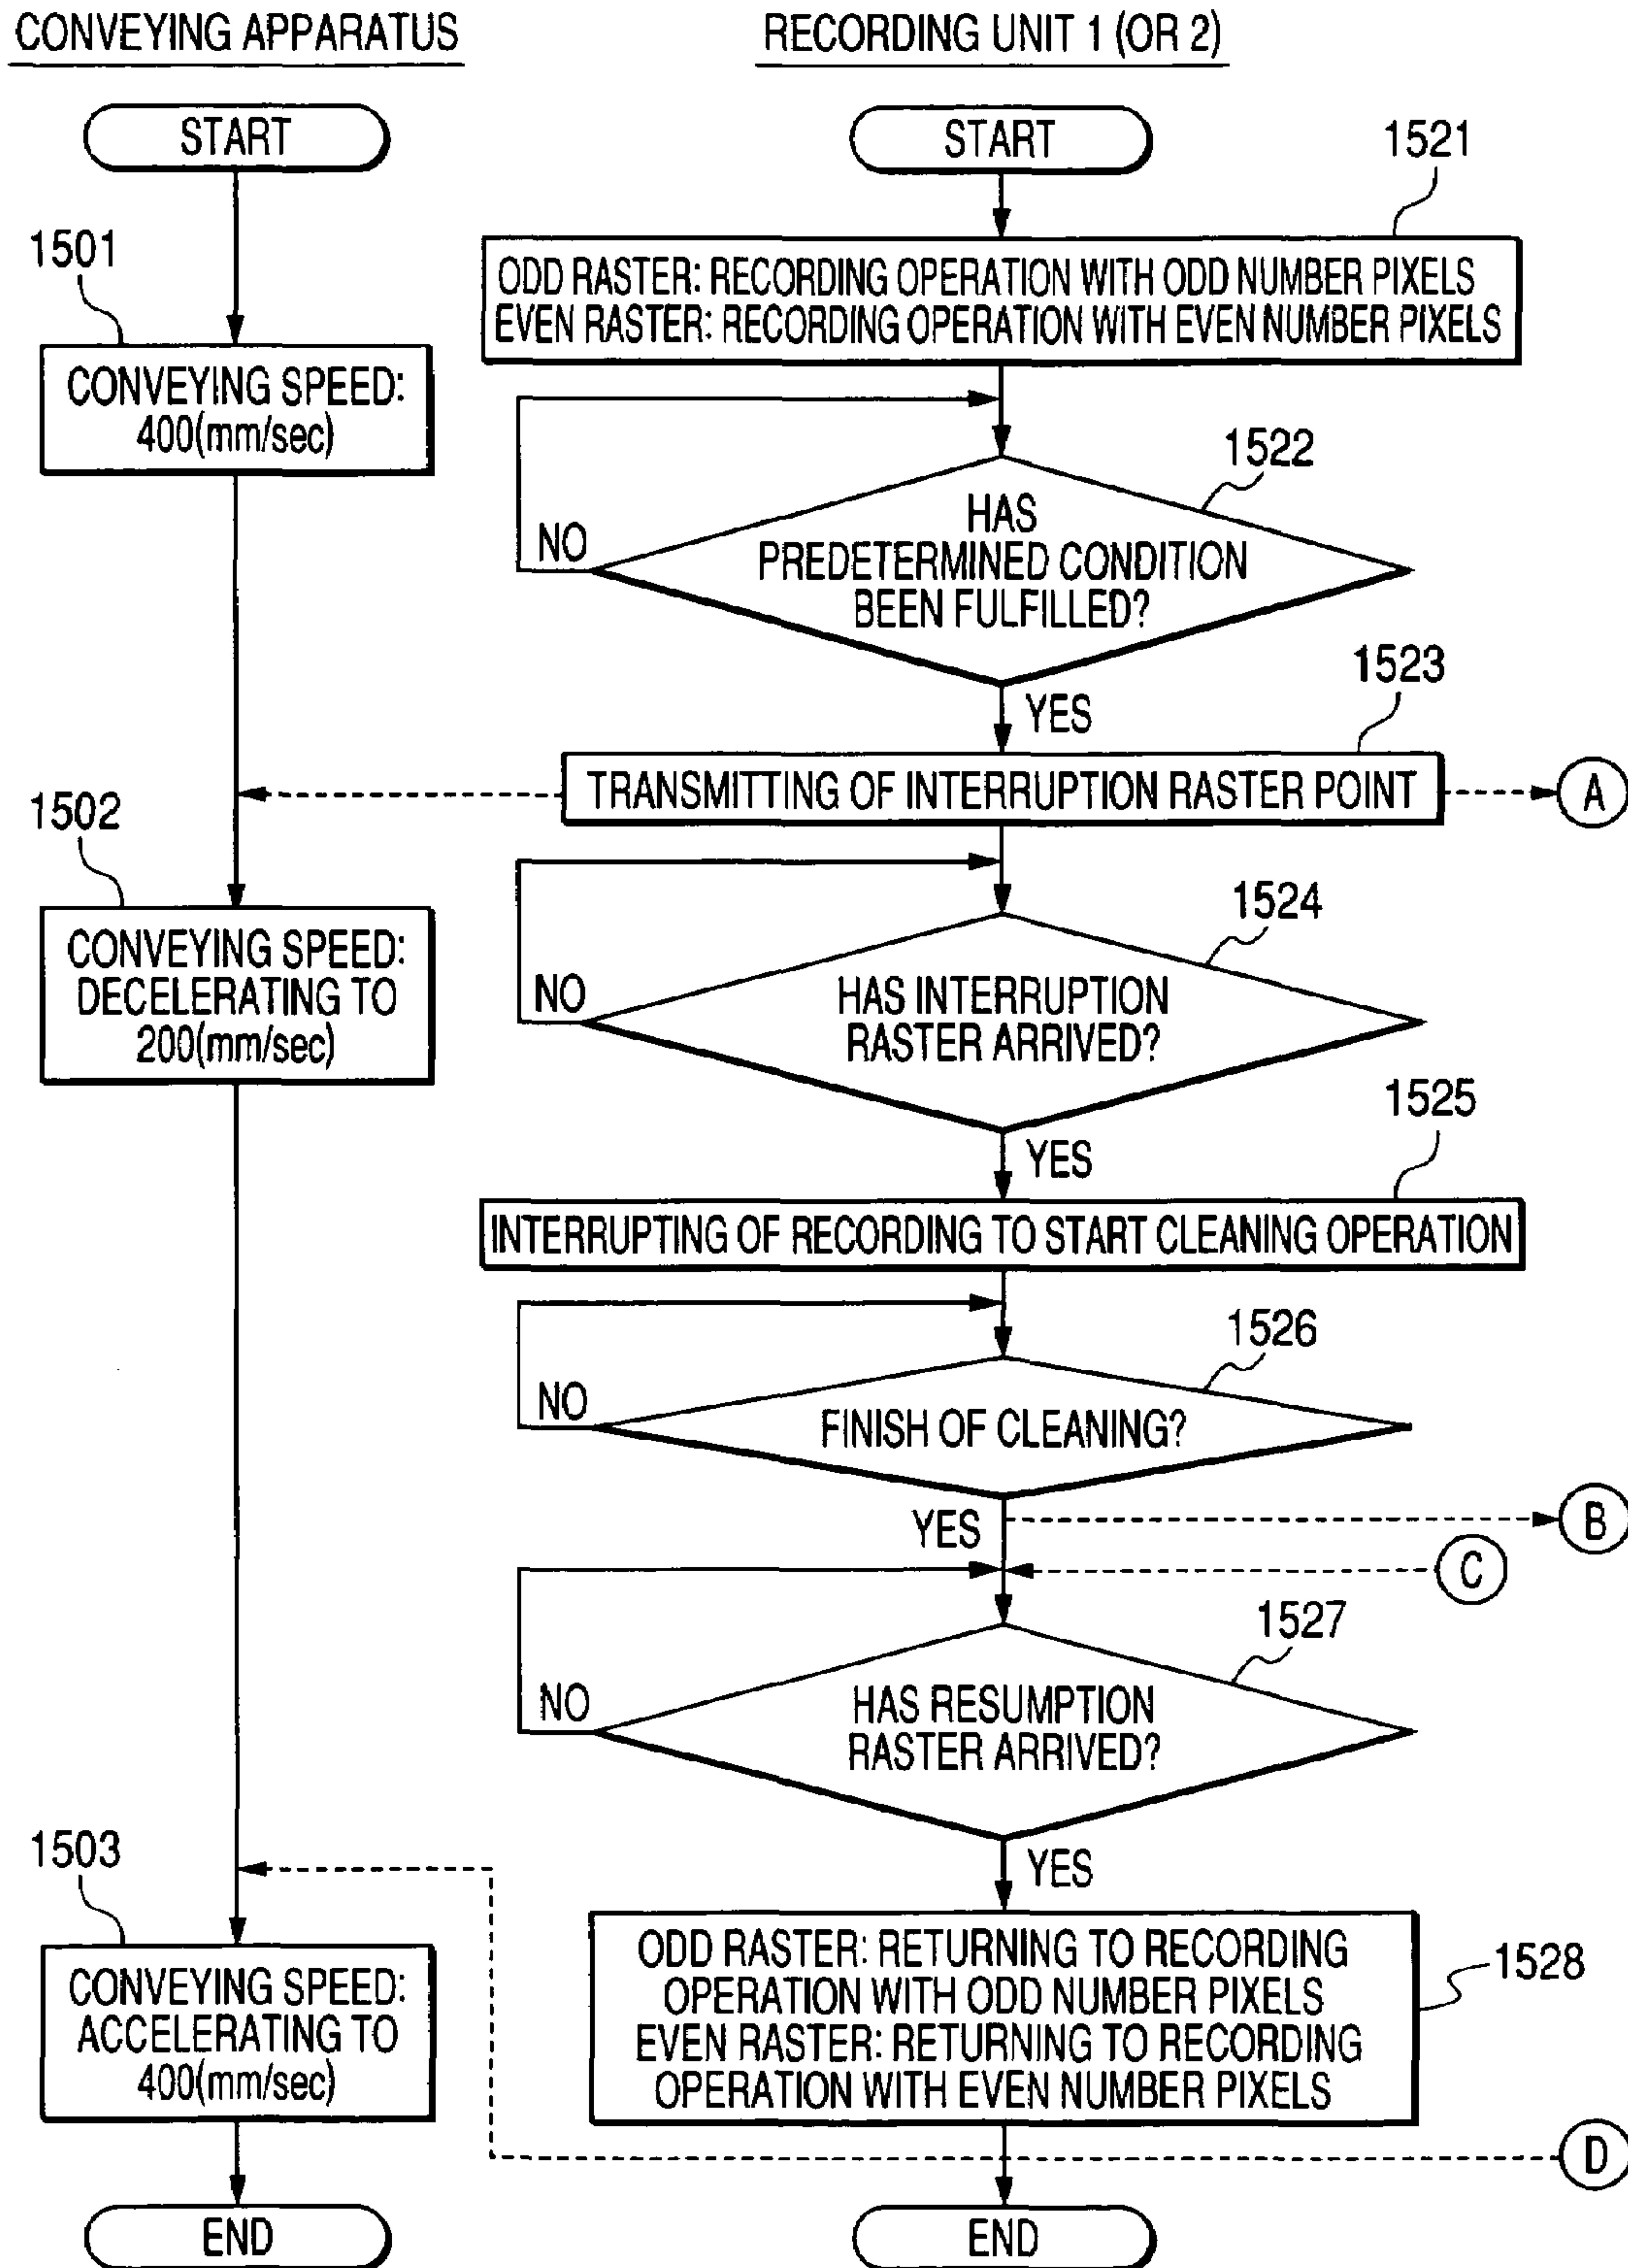 CONVEYING APPARATUS
START
1501
CONVEYING SPEED:
400(mm/sec)
1502
CONVEYING SPEED:
DECELERATING TO
200(mm/sec)
1503
CONVEYING SPEED:
ACCELERATING TO
400(mm/sec)
END
RECORDING UNIT 1 (OR 2)
START
1521
ODD RASTER: RECORDING OPERATION WITH ODD NUMBER PIXELS
EVEN RASTER: RECORDING OPERATION WITH EVEN NUMBER PIXELS
1522
HAS
PREDETERMINED CONDITION
BEEN FULFILLED?
NO
YES
1523
TRANSMITTING OF INTERRUPTION RASTER POINT
A
1524
HAS INTERRUPTION
RASTER ARRIVED?
NO
YES
1525
INTERRUPTING OF RECORDING TO START CLEANING OPERATION
1526
FINISH OF CLEANING?
NO
YES
B
C
1527
HAS RESUMPTION
RASTER ARRIVED?
NO
YES
1528
ODD RASTER: RETURNING TO RECORDING
OPERATION WITH ODD NUMBER PIXELS
EVEN RASTER: RETURNING TO RECORDING
OPERATION WITH EVEN NUMBER PIXELS
D
END